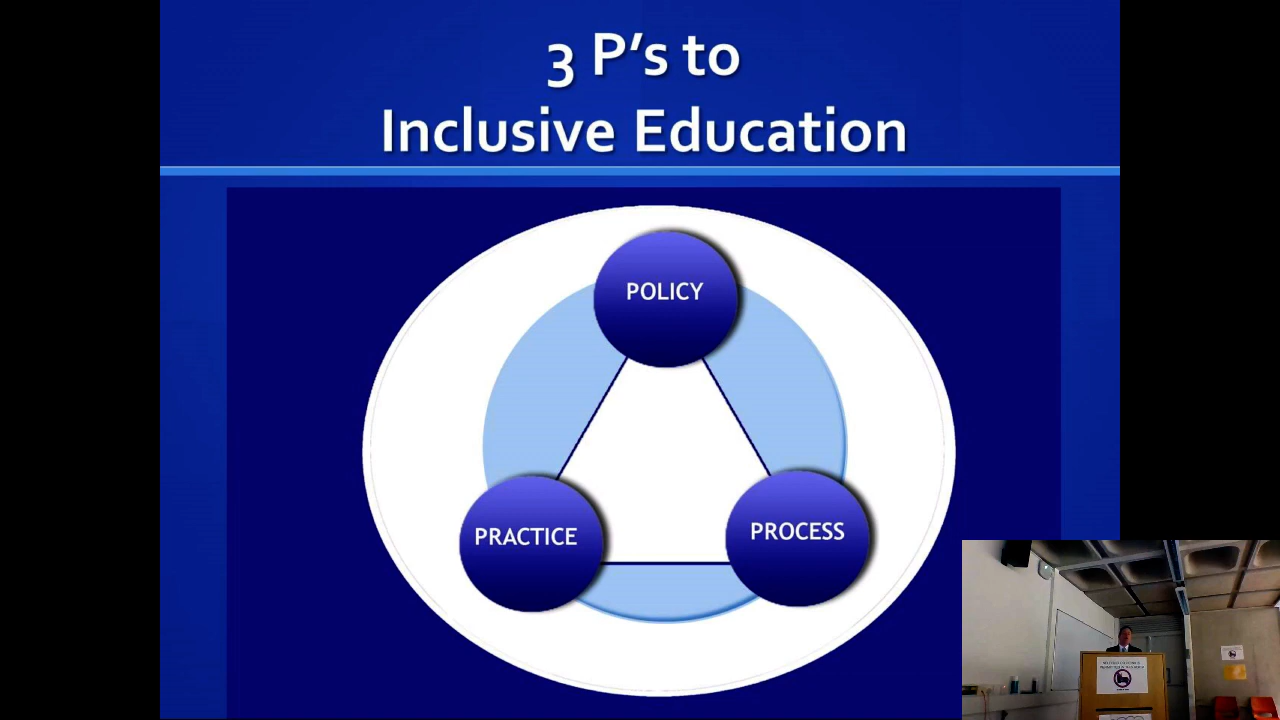 3 P's to
Inclusive Education
POLICY
PRACTICE
PROCESS